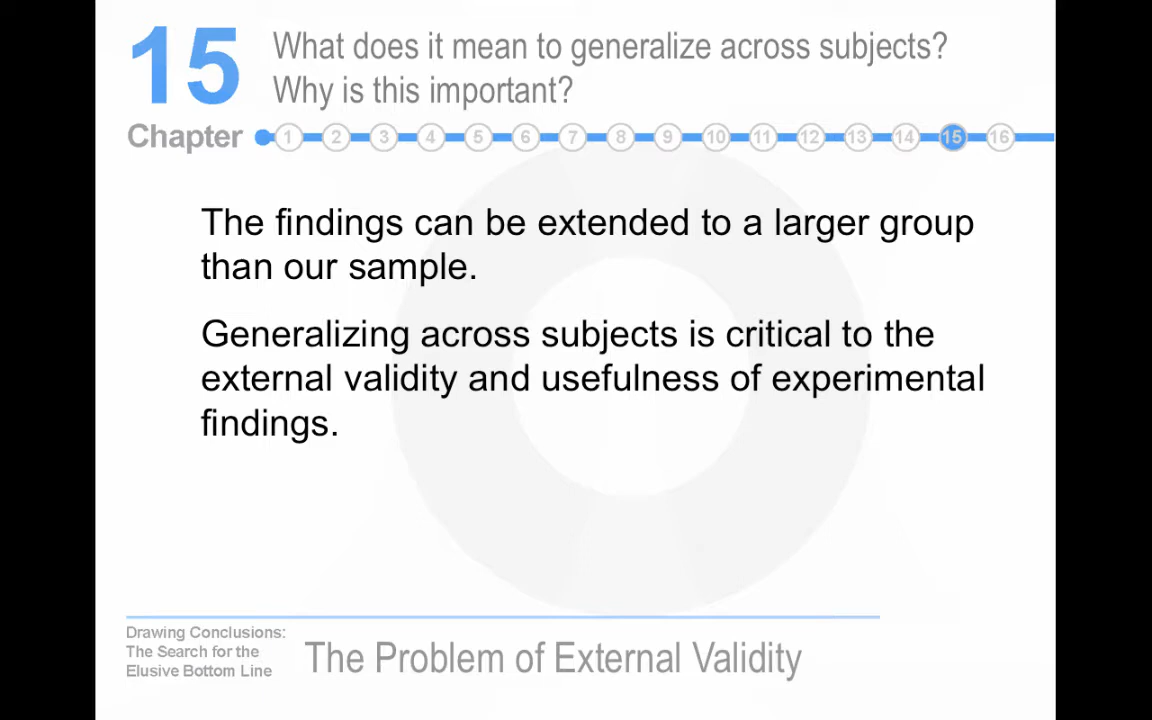 15
What does it mean to generalize across subjects?
Why is this important?
Chapter
1 2 3 4 5 6 7 8 9 10 11 12 13 14 15 16
The findings can be extended to a larger group
than our sample.
Generalizing across subjects is critical to the
external validity and usefulness of experimental
findings.
Drawing Conclusions:
The Search for the
Elusive Bottom Line
The Problem of External Validity